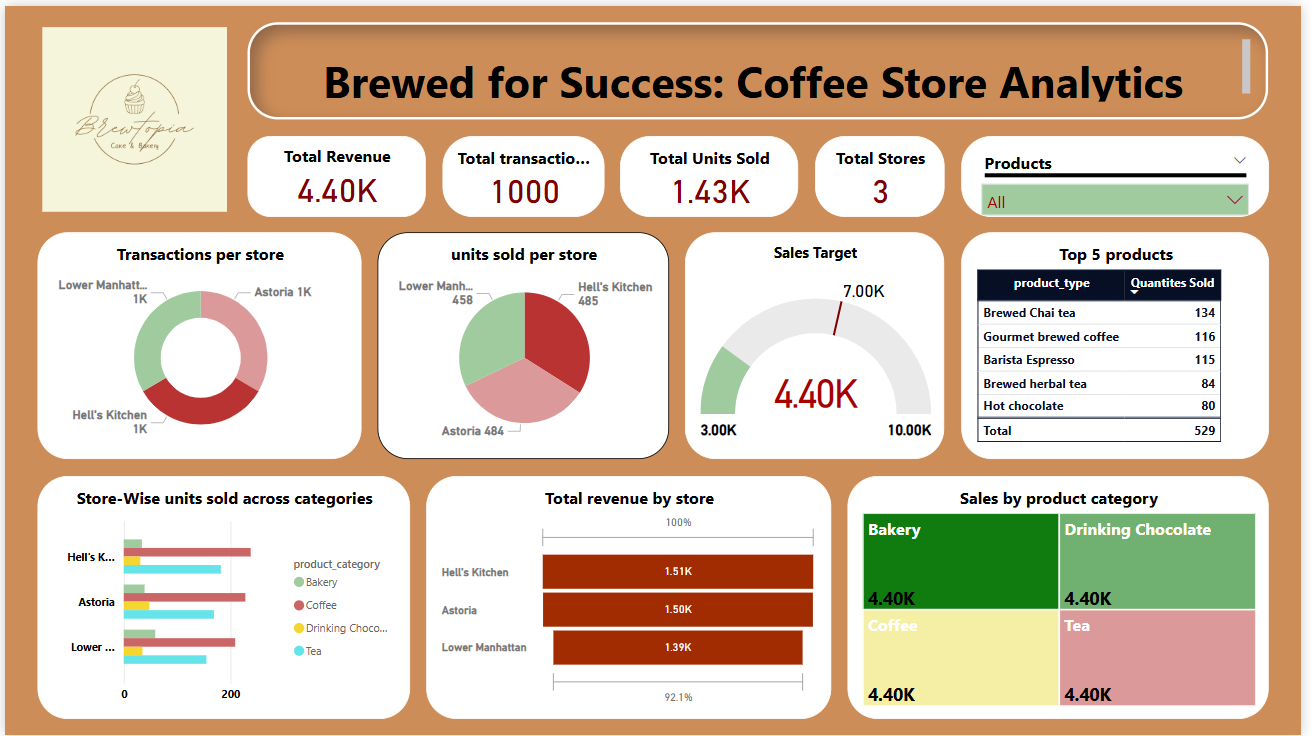 Brewtopia
Cake & Bakery
Brewed for Success: Coffee Store Analytics
Total Revenue
4.40K
Total transactio...
1000
Total Units Sold
1.43K
Total Stores
3
Products
All
Transactions per store
Lower Manhatt...
1K
Astoria 1K
Hell's Kitchen
1K
units sold per store
Lower Manh...
458
Hell's Kitchen
485
Astoria 484
Sales Target
7.00K
4.40K
3.00K
10.00K
Top 5 products
product_type Quantites Sold
Brewed Chai tea 134
Gourmet brewed coffee 116
Barista Espresso 115
Brewed herbal tea 84
Hot chocolate 80
Total 529
Store-Wise units sold across categories
Hell's K...
Astoria
Lower ...
0 200
product_category
Bakery
Coffee
Drinking Choco...
Tea
Total revenue by store
100%
Hell's Kitchen 1.51K
Astoria 1.50K
Lower Manhattan 1.39K
92.1%
Sales by product category
Bakery
4.40K
Drinking Chocolate
4.40K
Coffee
4.40K
Tea
4.40K